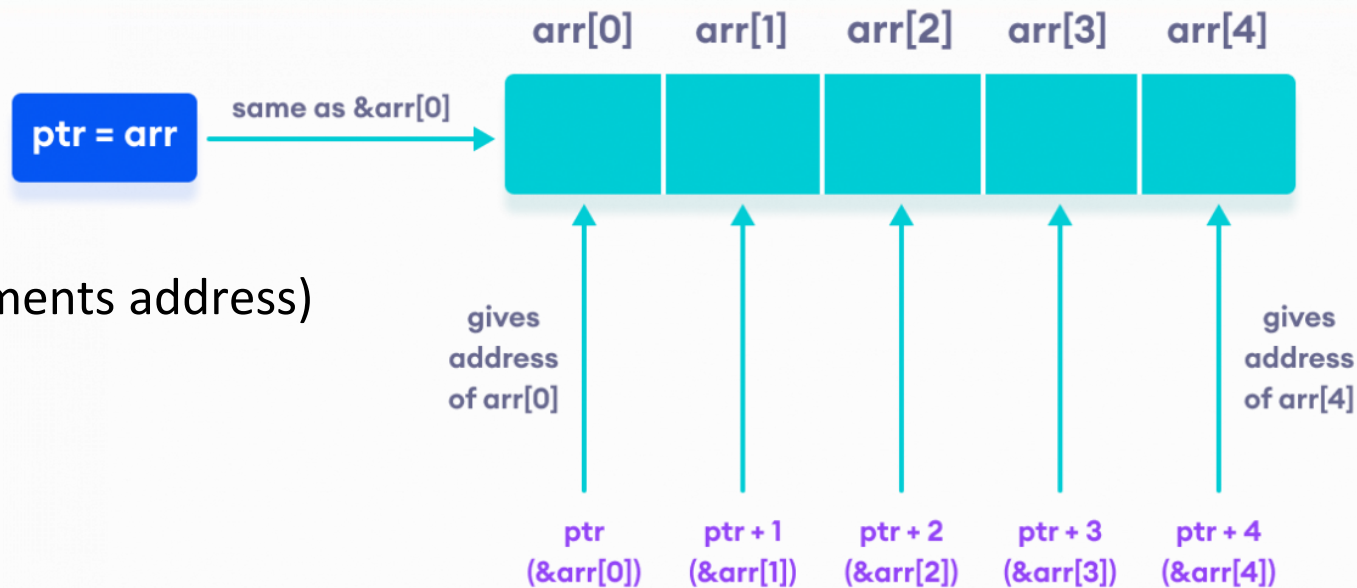 arr[0] arr[1] arr[2] arr[3] arr[4]
same as &arr[0]
ptr = arr
address)
gives
address
of arr[0]
gives
address
of arr[4]
ptr
(&arr[0])
ptr + 1
(&arr[1])
ptr + 2
(&arr[2])
ptr + 3
(&arr[3])
ptr + 4
(&arr[4])